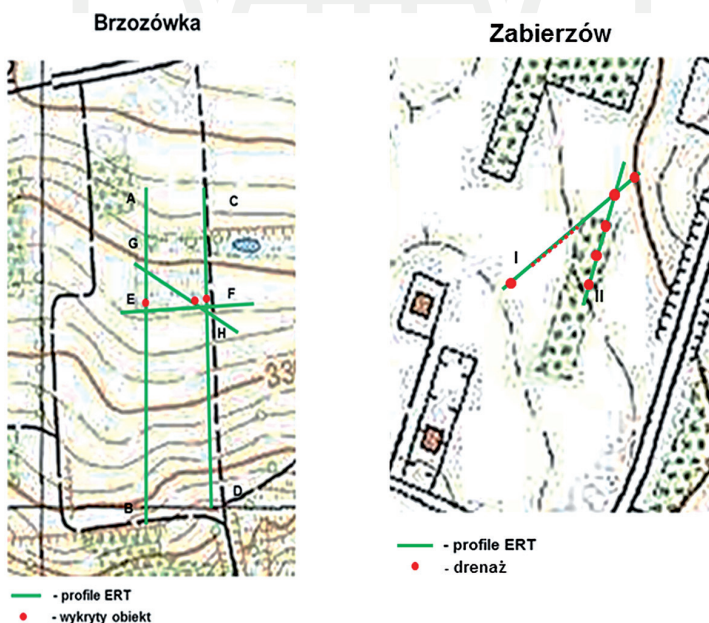 Brzozówka
A
C
G
E
F
H
33
B
D
- profile ERT
- wykryty obiekt
Zabierzów
I
II
- profile ERT
- drenaż